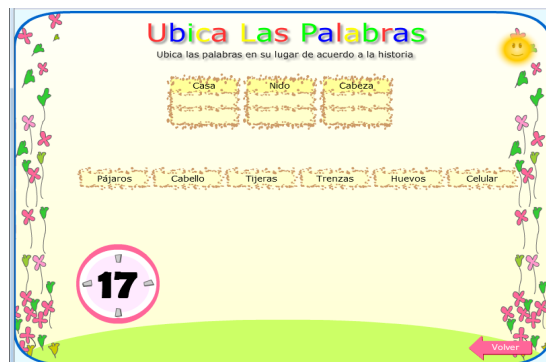 Ubica Las Palabras
Ubica las palabras en su lugar de acuerdo a la historia
Casa Nido Cabeza
Pájaros Cabello Tijeras Trenzas Huevos Celular
17
Volver